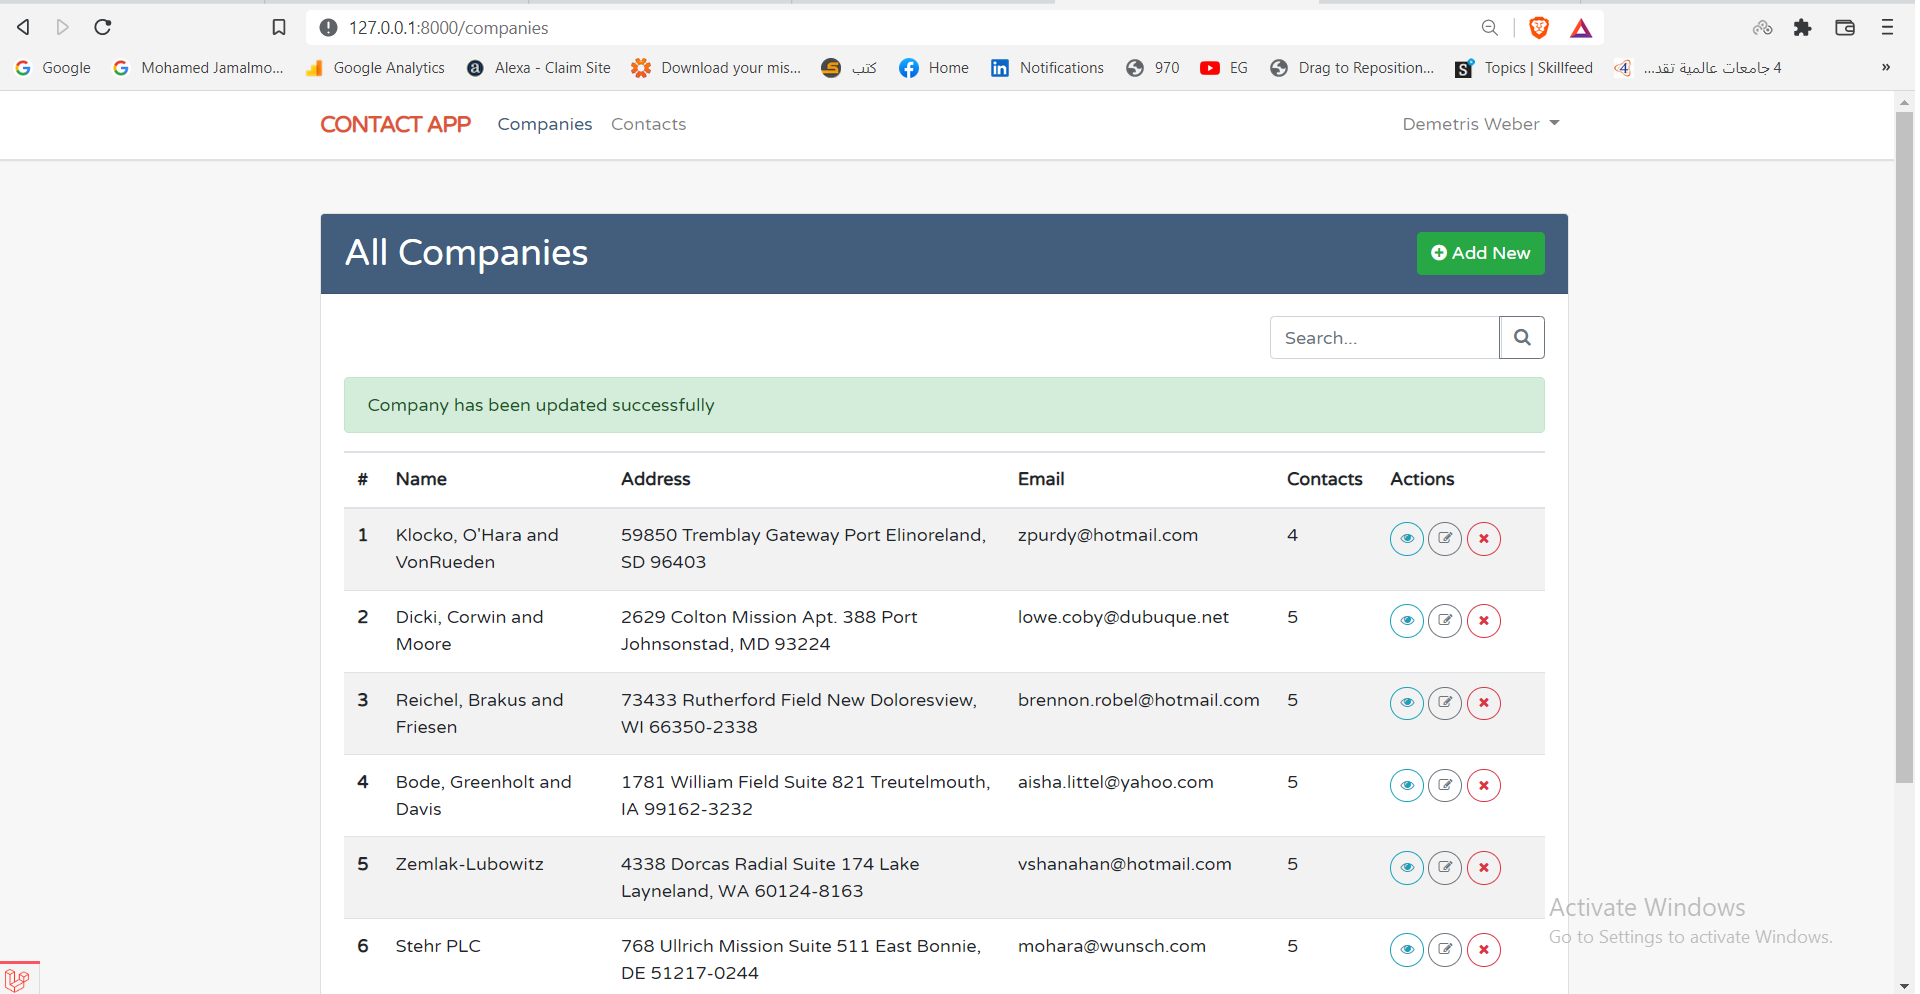 127.0.0.1:8000/companies
Google
Mohamed Jamalmo...
Google Analytics
Alexa - Claim Site
Download your mis...
كتب
Home
Notifications
970
EG
Drag to Reposition...
Topics | Skillfeed
4 جامعات عالمية تقد...
»
CONTACT APP
Companies
Contacts
Demetris Weber
All Companies
Add New
Search...
Company has been updated successfully
# Name Address Email Contacts Actions
1 Klocko, O'Hara and 59850 Tremblay Gateway Port Elinoreland, zpurdy@hotmail.com 4
VonRueden SD 96403
2 Dicki, Corwin and 2629 Colton Mission Apt. 388 Port lowe.coby@dubuque.net 5
Moore Johnsonstad, MD 93224
3 Reichel, Brakus and 73433 Rutherford Field New Doloresview, brennon.robel@hotmail.com 5
Friesen WI 66350-2338
4 Bode, Greenholt and 1781 William Field Suite 821 Treutelmouth, aisha.littel@yahoo.com 5
Davis IA 99162-3232
5 Zemlak-Lubowitz 4338 Dorcas Radial Suite 174 Lake vshanahan@hotmail.com 5
Layneland, WA 60124-8163
6 Stehr PLC 768 Ullrich Mission Suite 511 East Bonnie, mohara@wunsch.com 5
DE 51217-0244
Activate Windows
Go to Settings to activate Windows.